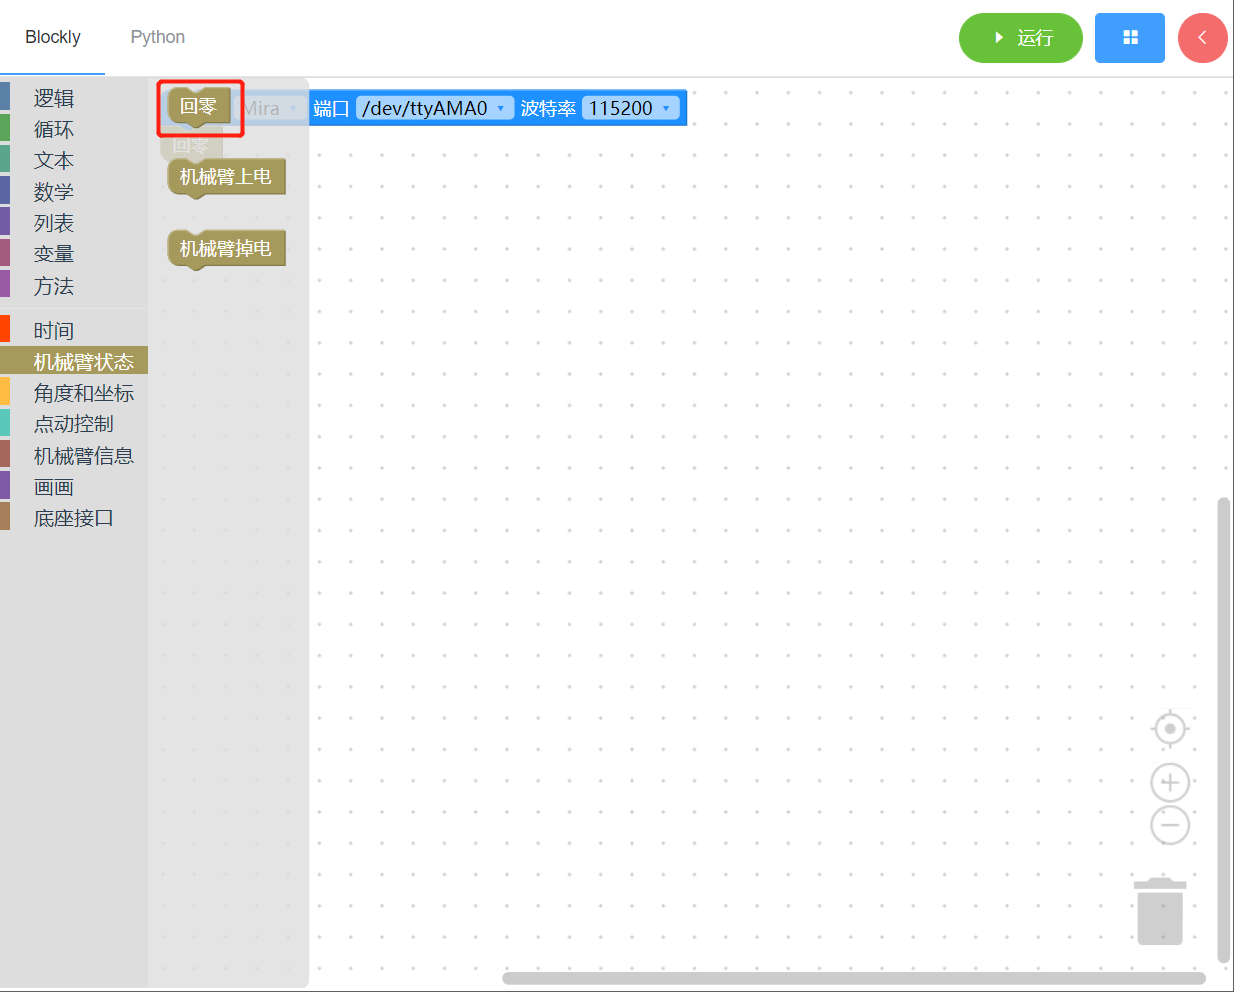 Blockly
Python
运行
逻辑
循环
文本
数学
列表
变量
方法
时间
机械臂状态
角度和坐标
点动控制
机械臂信息
画画
底座接口
回零 Mira 端口 /dev/ttyAMA0 波特率 115200
回零
机械臂上电
机械臂掉电